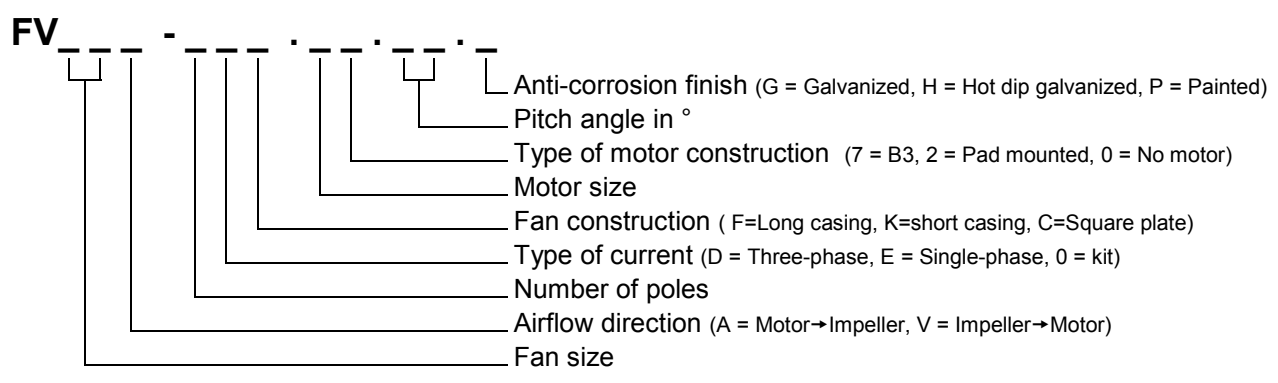 FV_ _ _ - _ _ _ . _ _ . _ _ . _
Anti-corrosion finish (G = Galvanized, H = Hot dip galvanized, P = Painted)
Pitch angle in °
Type of motor construction (7 = B3, 2 = Pad mounted, 0 = No motor)
Motor size
Fan construction ( F=Long casing, K=short casing, C=Square plate)
Type of current (D = Three-phase, E = Single-phase, 0 = kit)
Number of poles
Airflow direction (A = Motor→Impeller, V = Impeller→Motor)
Fan size